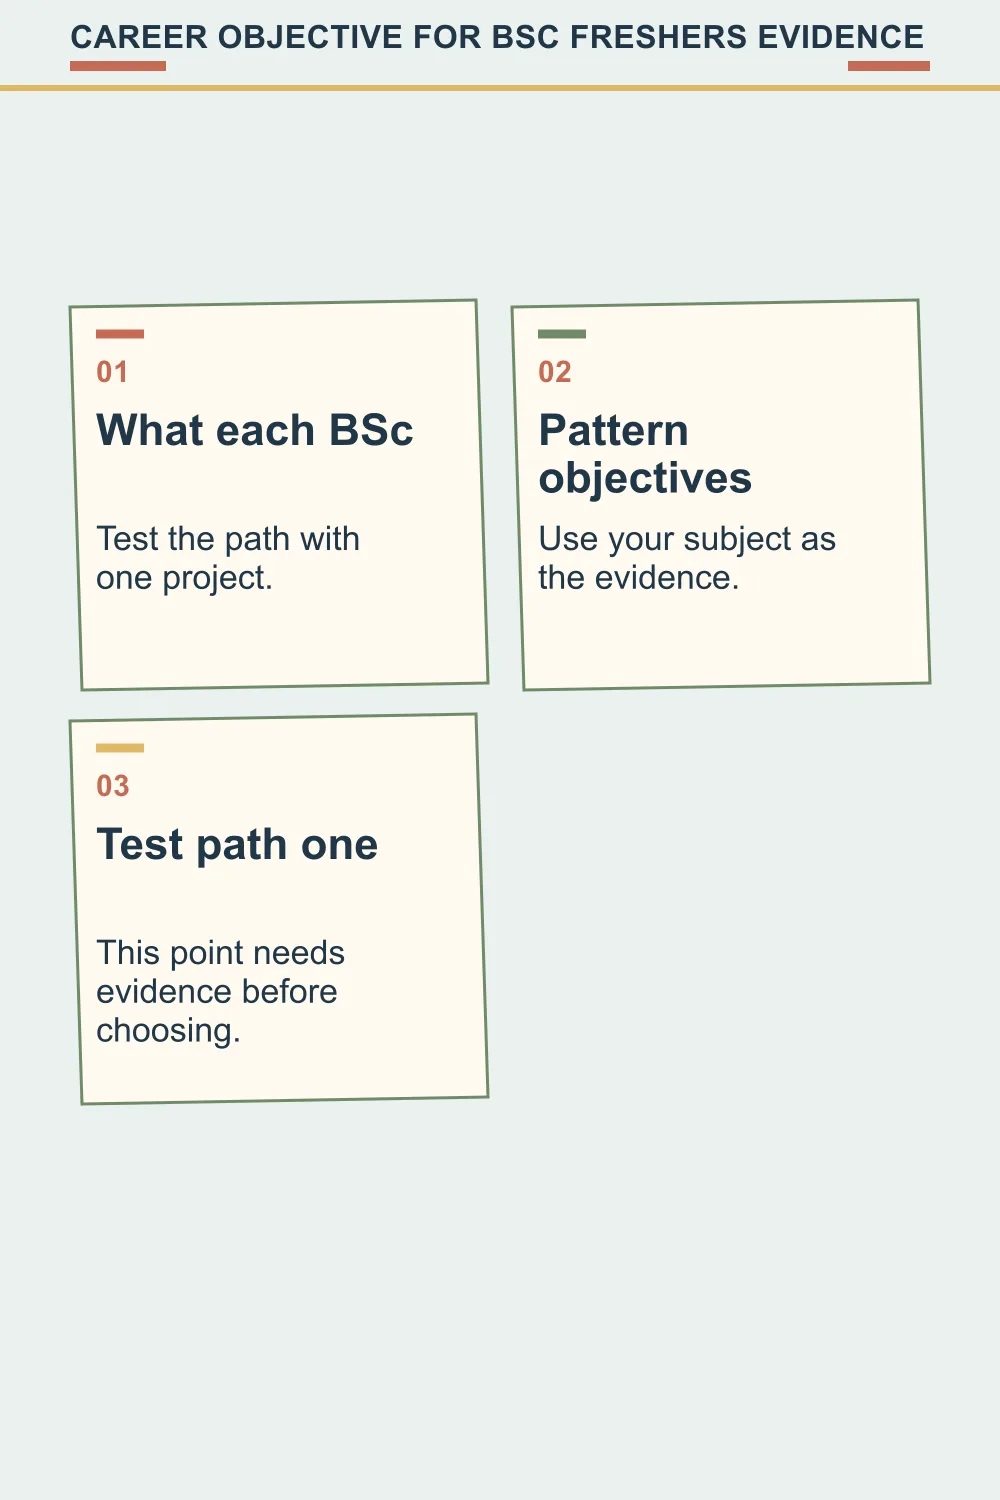 CAREER OBJECTIVE FOR BSC FRESHERS EVIDENCE
01
What each BSc
Test the path with
one project.
02
Pattern
objectives
Use your subject as
the evidence.
03
Test path one
This point needs
evidence before
choosing.